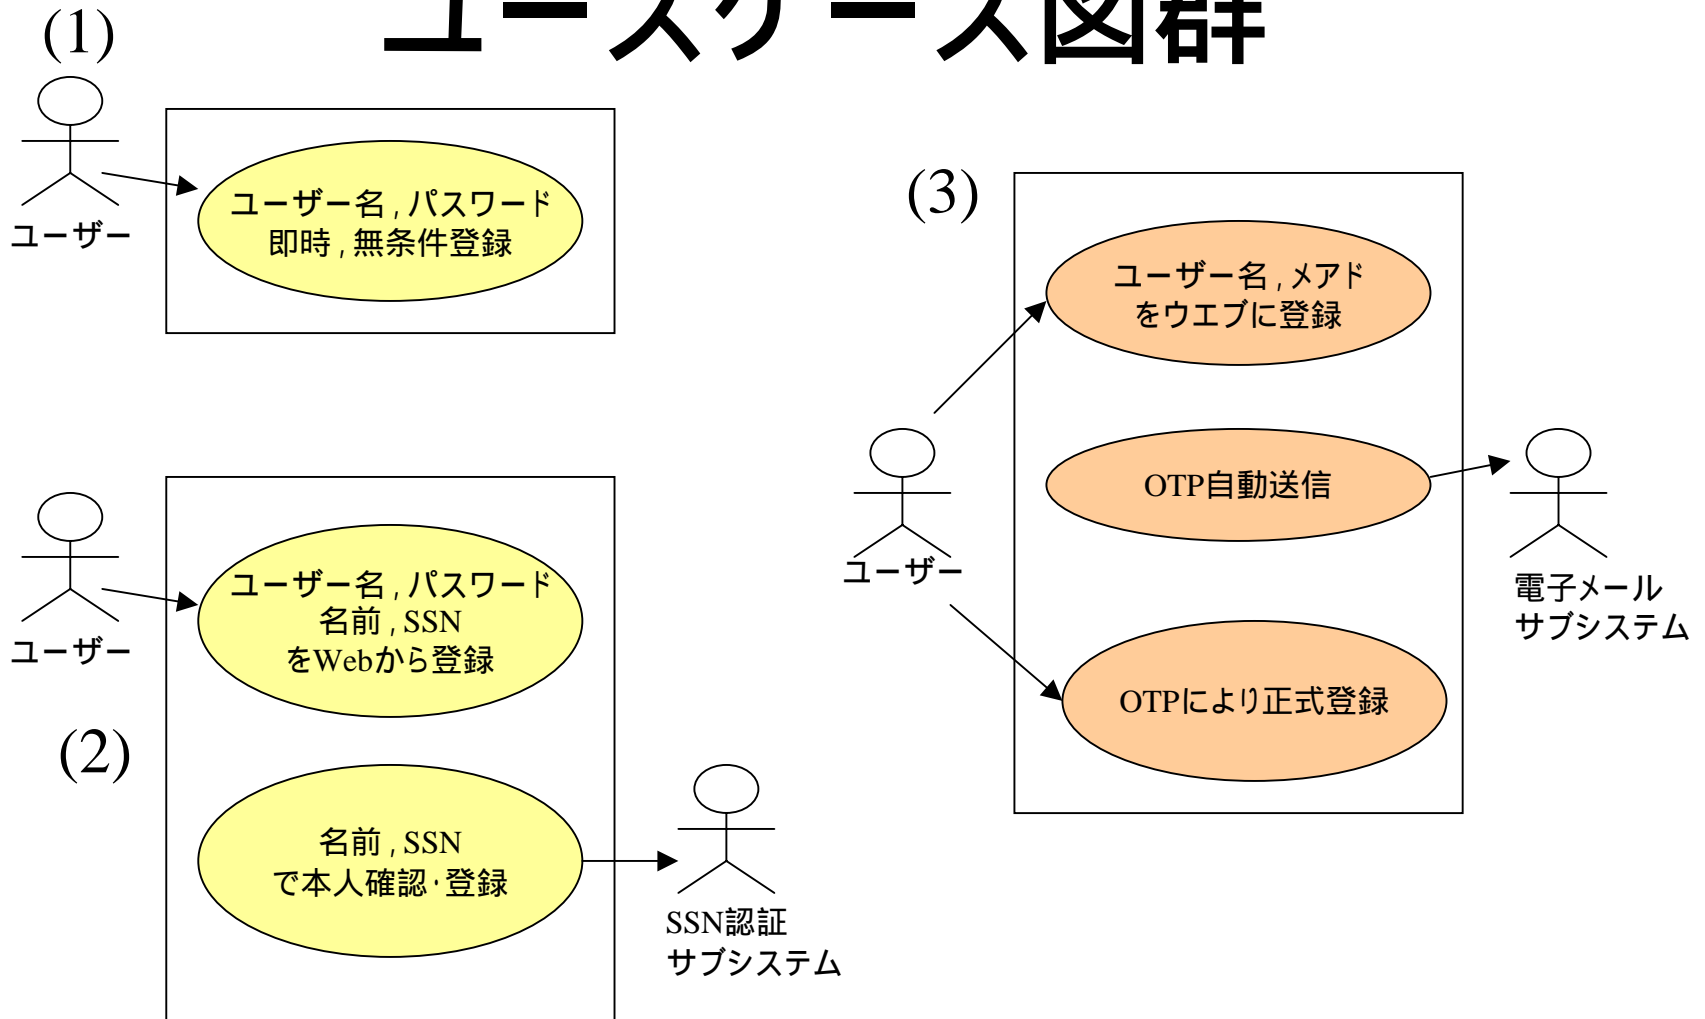 ユースケース図群
(1)
ユーザー
ユーザー名,パスワード
即時,無条件登録
(2)
ユーザー
ユーザー名,パスワード
名前,SSN
をWebから登録
名前,SSN
で本人確認・登録
SSN認証
サブシステム
(3)
ユーザー
ユーザー名,メアド
をウエブに登録
OTP自動送信
OTPにより正式登録
電子メール
サブシステム